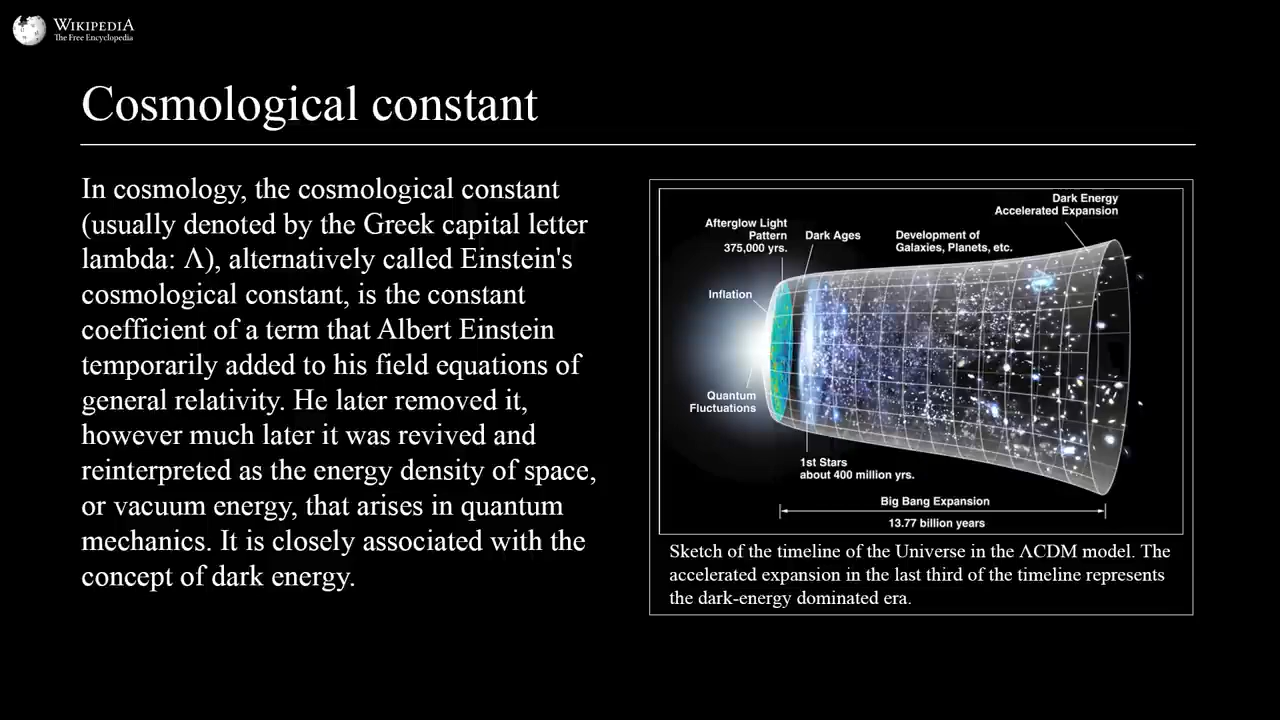 WIKIPEDIA
The Free Encyclopedia
Cosmological constant
In cosmology, the cosmological constant
(usually denoted by the Greek capital letter
lambda: Λ), alternatively called Einstein's
cosmological constant, is the constant
coefficient of a term that Albert Einstein
temporarily added to his field equations of
general relativity. He later removed it,
however much later it was revived and
reinterpreted as the energy density of space,
or vacuum energy, that arises in quantum
mechanics. It is closely associated with the
concept of dark energy.
Dark Energy
Accelerated Expansion
Afterglow Light
Pattern
375,000 yrs.
Dark Ages
Development of
Galaxies, Planets, etc.
Inflation
Quantum
Fluctuations
1st Stars
about 400 million yrs.
Big Bang Expansion
13.77 billion years
Sketch of the timeline of the Universe in the ΛCDM model. The
accelerated expansion in the last third of the timeline represents
the dark-energy dominated era.